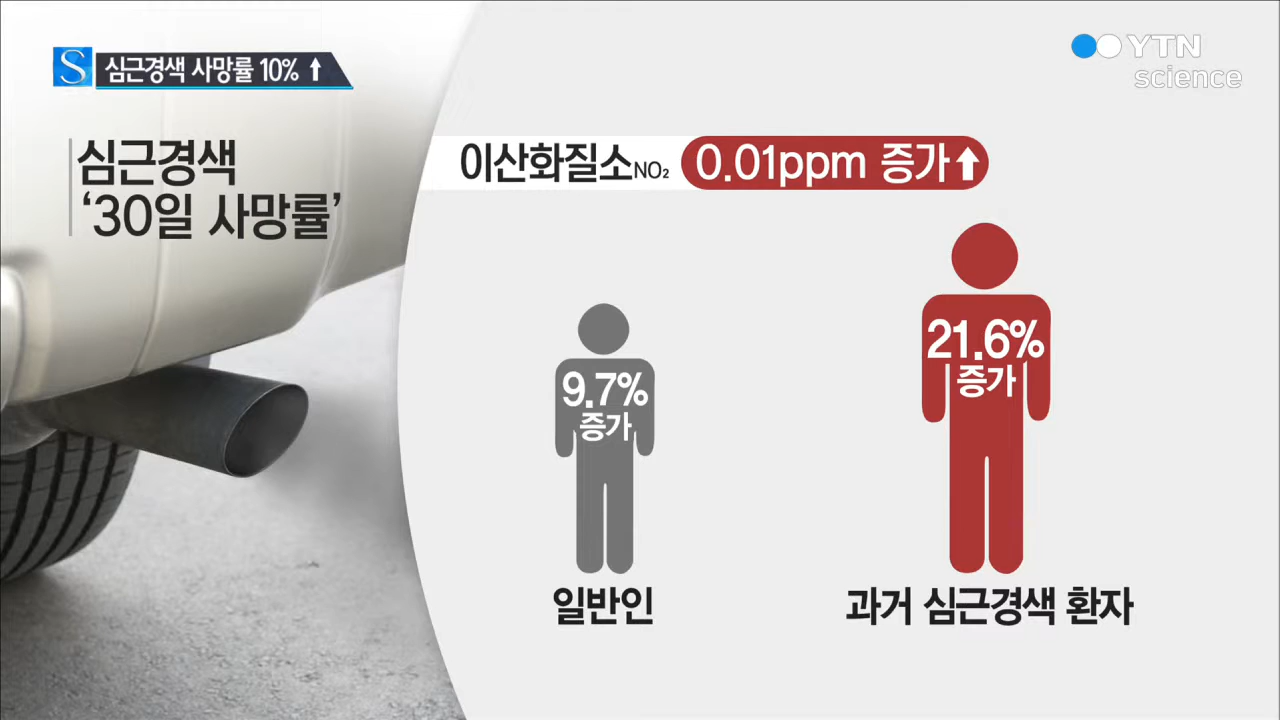 S 심근경색 사망률 10% ↑
YTN
science
심근경색
‘30일 사망률’
이산화질소NO₂ 0.01ppm 증가↑
9.7%
증가
21.6%
증가
일반인
과거 심근경색 환자